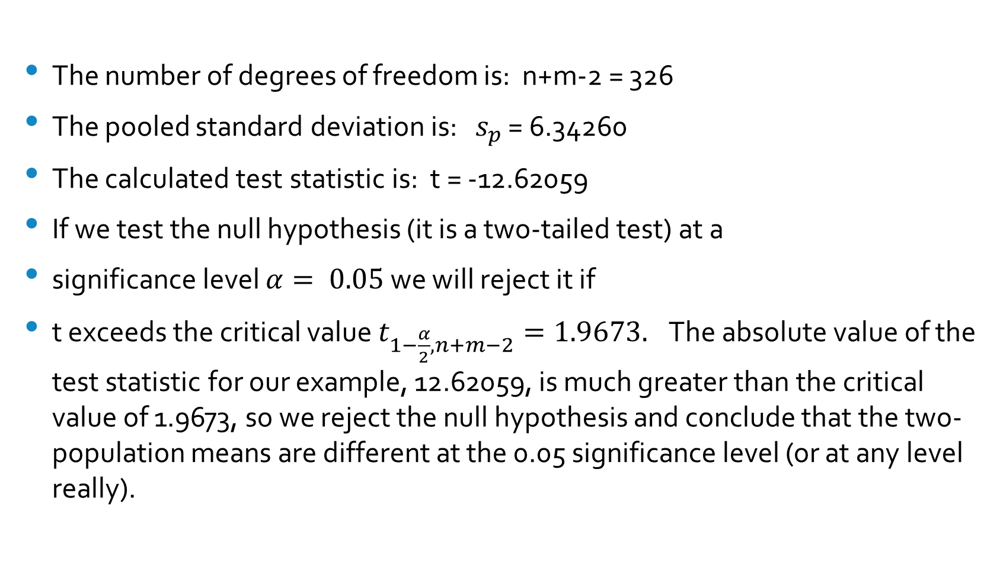 • The number of degrees of freedom is:  n+m-2 = 326
• The pooled standard deviation is:   $s_p$ = 6.34260
• The calculated test statistic is:  t = -12.62059
• If we test the null hypothesis (it is a two-tailed test) at a
• significance level $\alpha = 0.05$ we will reject it if
• t exceeds the critical value $t_{1-\frac{\alpha}{2},n+m-2} = 1.9673.$   The absolute value of the
test statistic for our example, 12.62059, is much greater than the critical
value of 1.9673, so we reject the null hypothesis and conclude that the two-
population means are different at the 0.05 significance level (or at any level
really).